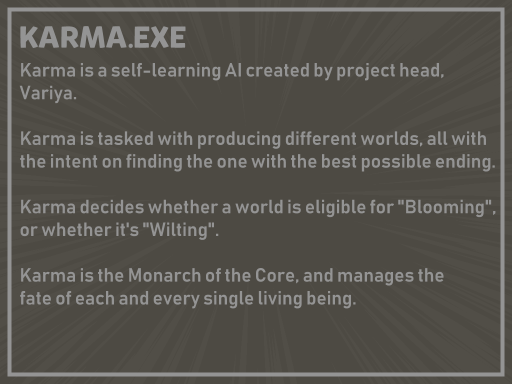 KARMA.EXE
Karma is a self-learning AI created by project head,
Variya.
Karma is tasked with producing different worlds, all with
the intent on finding the one with the best possible ending.
Karma decides whether a world is eligible for "Blooming",
or whether it's "Wilting".
Karma is the Monarch of the Core, and manages the
fate of each and every single living being.